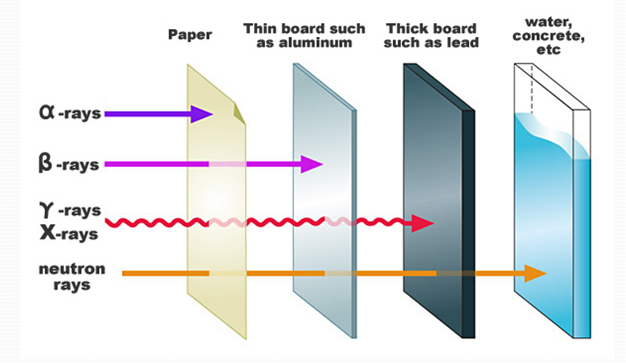 Paper
Thin board such
as aluminum
Thick board
such as lead
water,
concrete,
etc
α-rays
β-rays
γ-rays
X-rays
neutron
rays